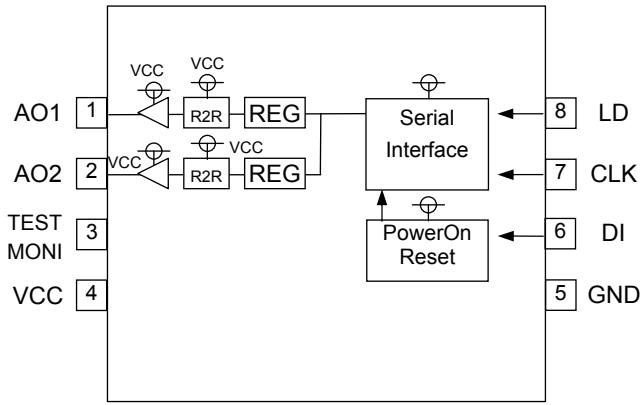 VCC
VCC
AO1
1
R2R
REG
Serial
Interface
8
LD
VCC
VCC
AO2
2
R2R
REG
7
CLK
TEST
MONI
3
PowerOn
Reset
6
DI
VCC
4
5
GND